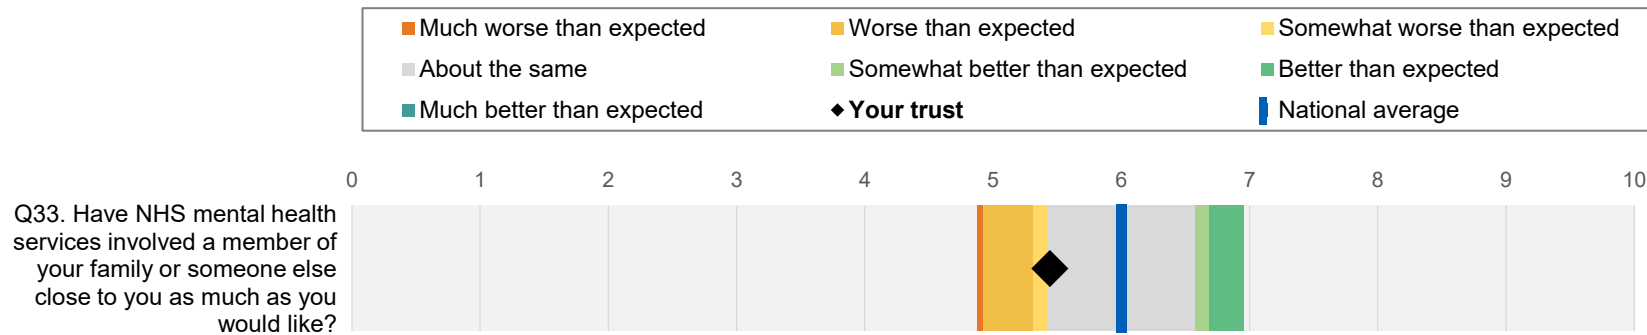 Much worse than expected
Worse than expected
Somewhat worse than expected
About the same
Somewhat better than expected
Better than expected
Much better than expected
Your trust
National average
0 1 2 3 4 5 6 7 8 9 10
Q33. Have NHS mental health
services involved a member of
your family or someone else
close to you as much as you
would like?